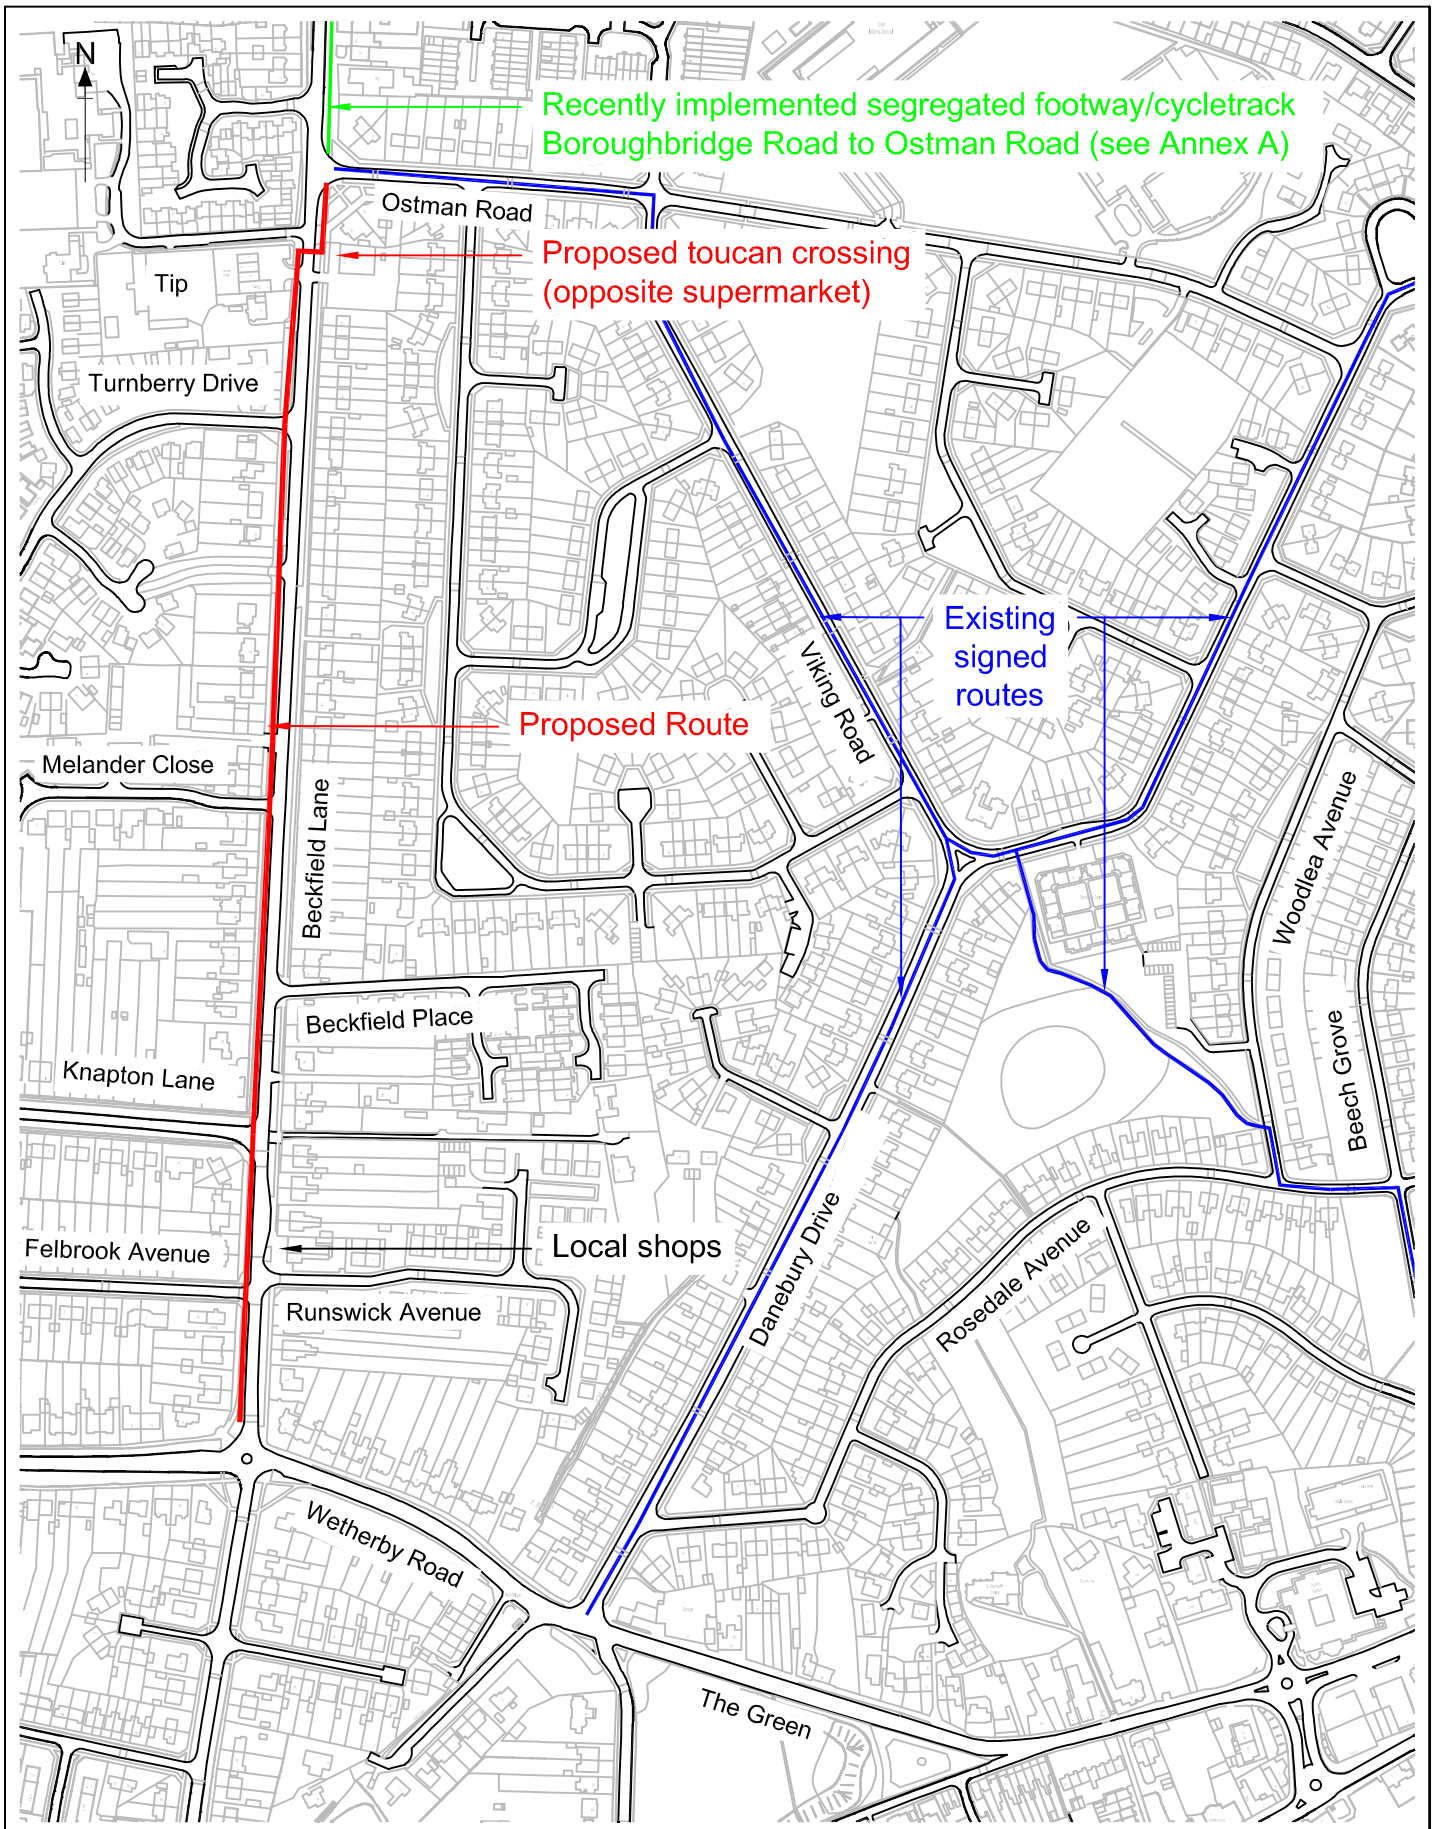 N
Recently implemented segregated footway/cycletrack
Boroughbridge Road to Ostman Road (see Annex A)
Ostman Road
Proposed toucan crossing
(opposite supermarket)
Tip
Turnberry Drive
Existing
signed
routes
Viking Road
Proposed Route
Melander Close
Beckfield Lane
Woodlea Avenue
Beckfield Place
Knapton Lane
Beech Grove
Danebury Drive
Rosedale Avenue
Felbrook Avenue
Local shops
Runswick Avenue
Wetherby Road
The Green